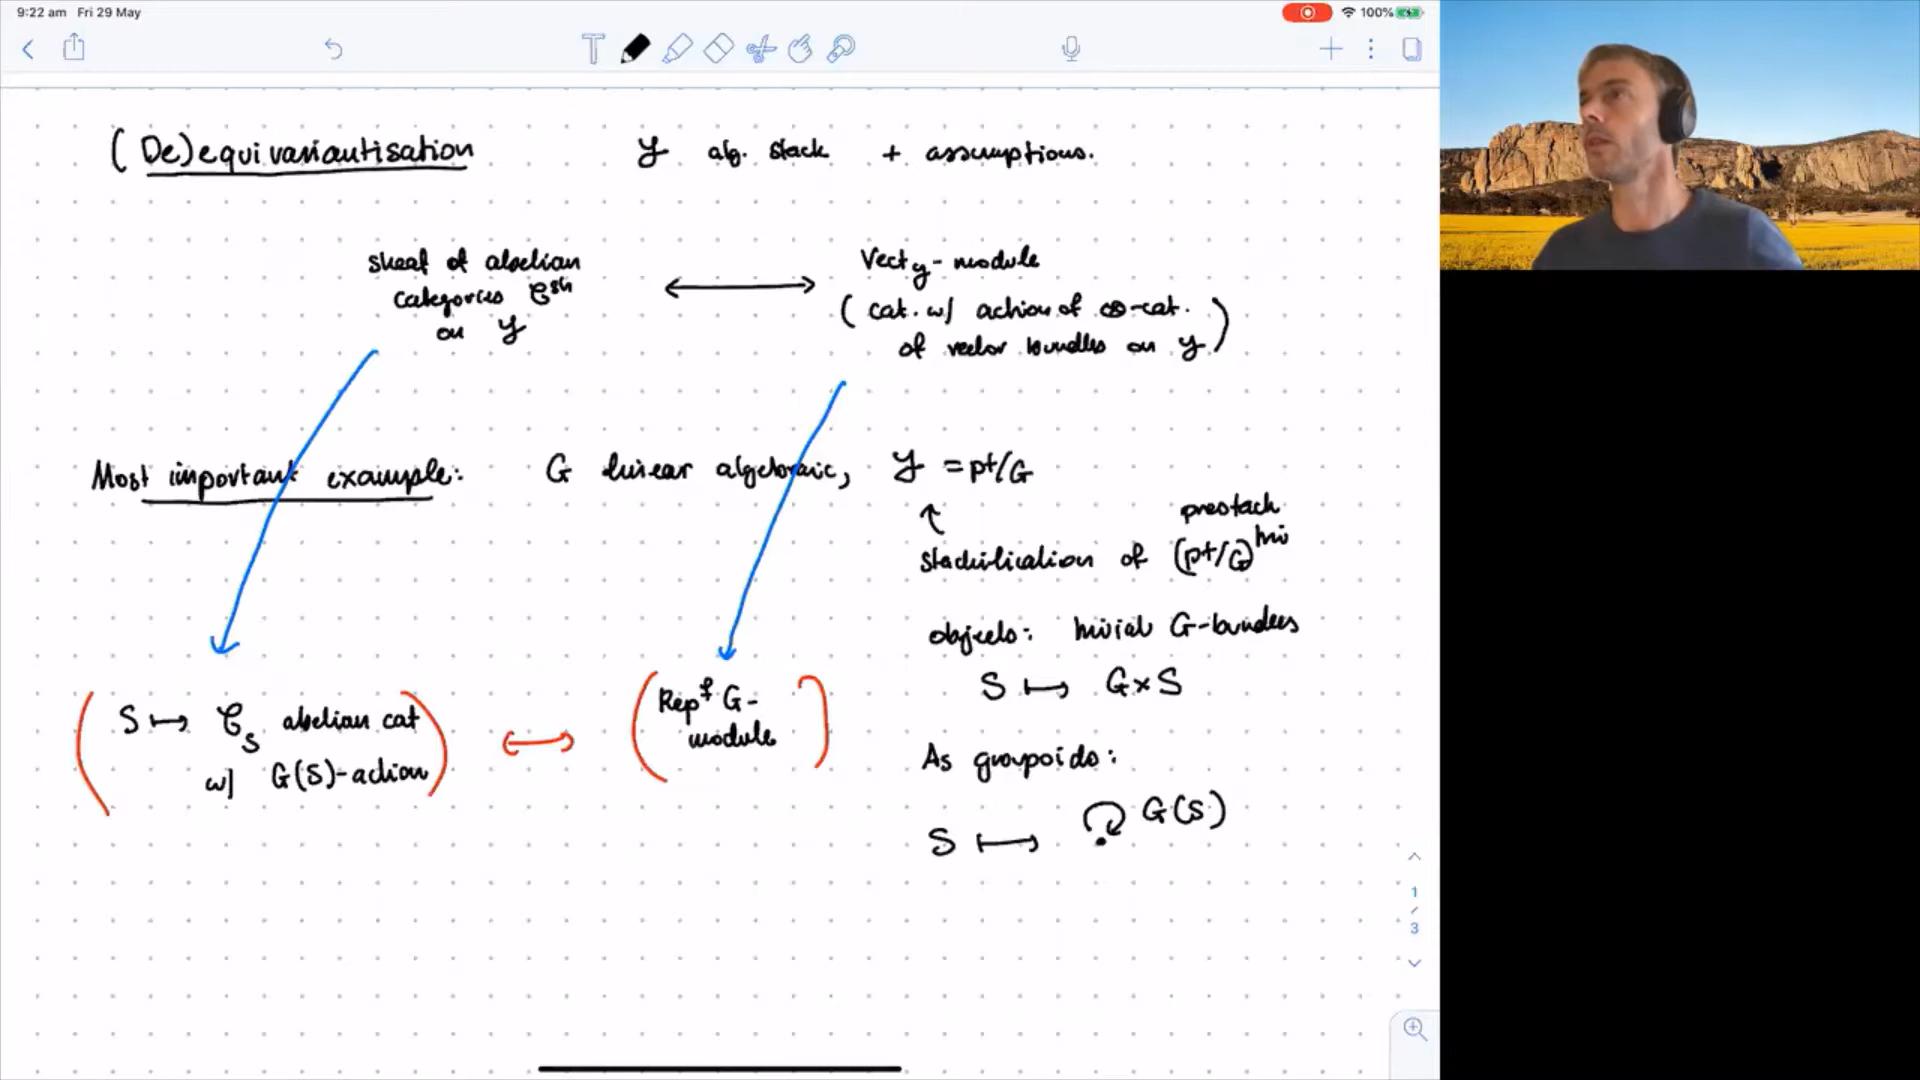 9:22 am Fri 29 May
100%
(De)equivariantisation
𝒴 alg. stack + assumptions.
sheaf of abelian
categories 𝒞^sh
on 𝒴
Vect_𝒴-module
(cat. w/ action of ⊗-cat.
of vector bundles on 𝒴)
Most important example:
G linear algebraic, 𝒴 = pt/G
↑
prestack
stackification of (pt/G)^triv
objects: trivial G-bundles
S ↦ G×S
As groupoids:
S ↦ G(S)
(S ↦ 𝒞_S abelian cat
w/ G(S)-action)
(Rep^f G-
module)
1
/
3